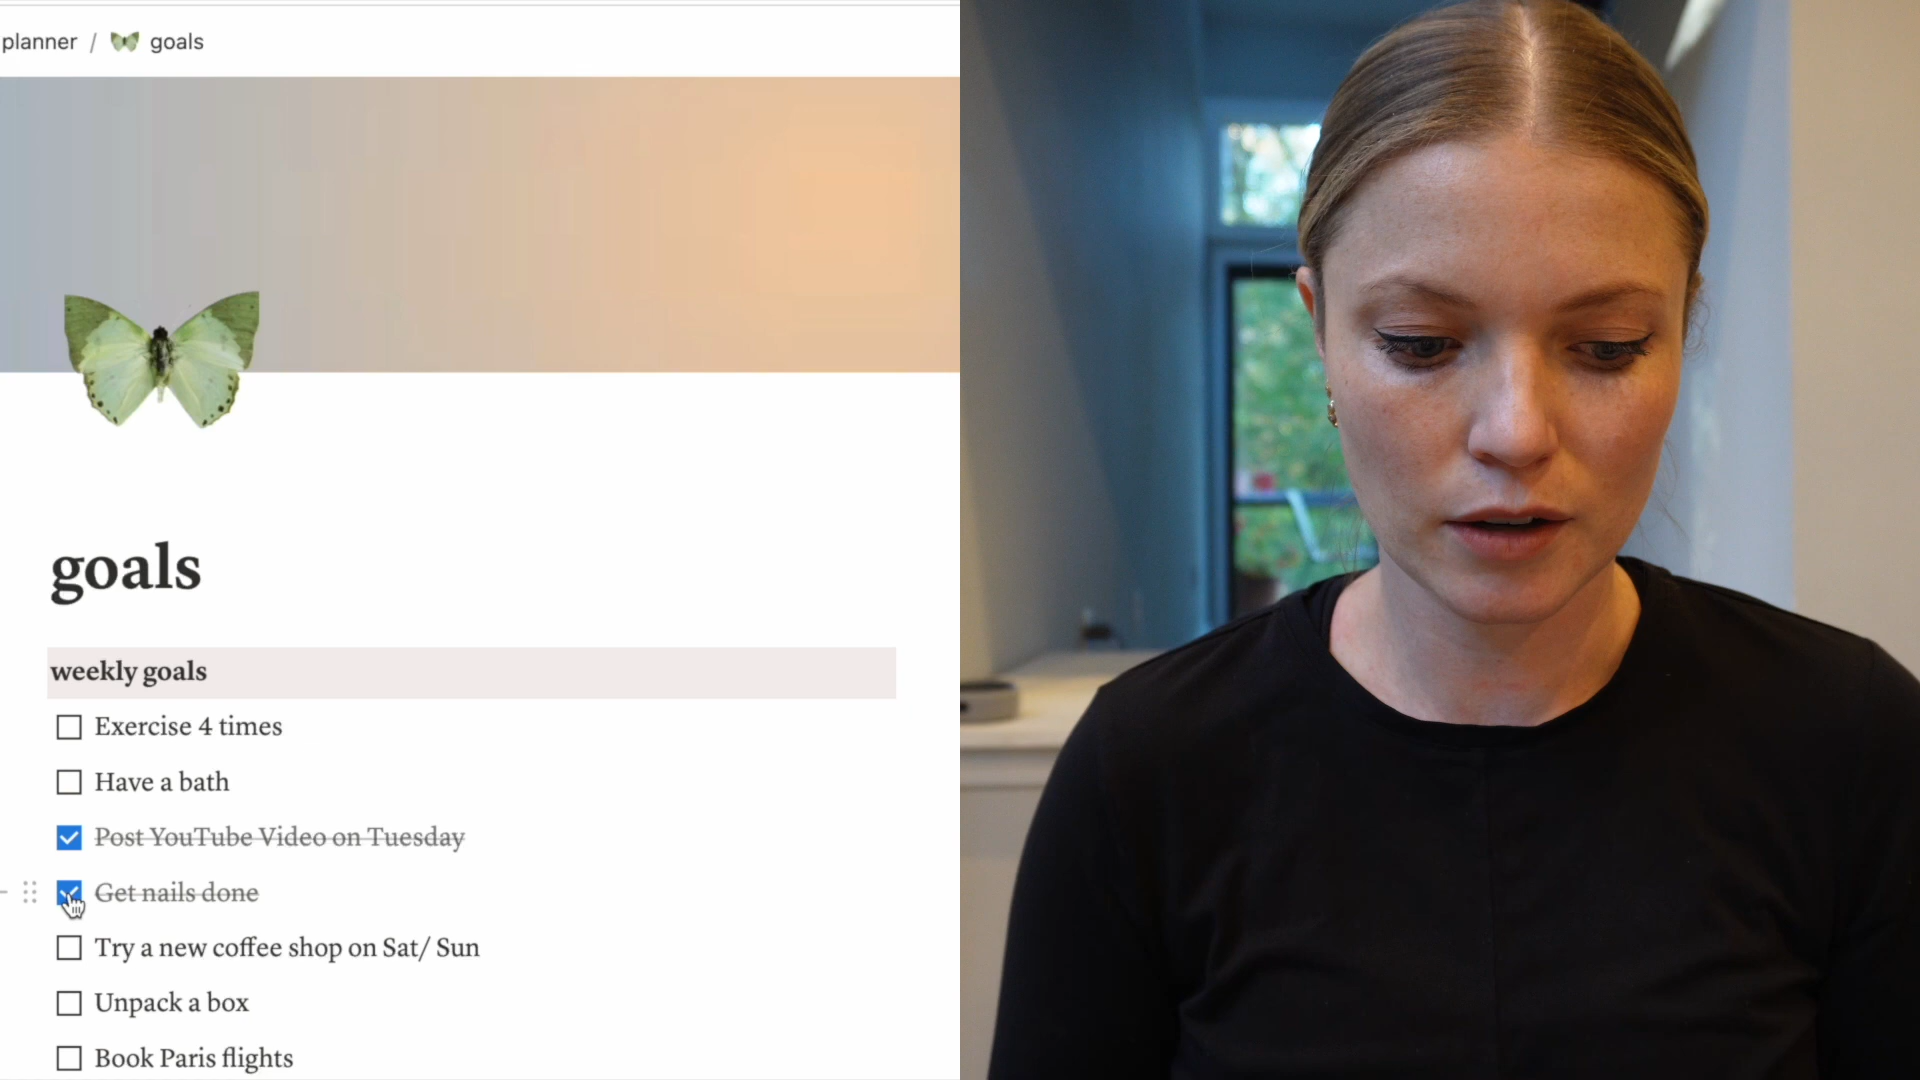 planner / goals
goals
weekly goals
Exercise 4 times
Have a bath
Post YouTube Video on Tuesday
Get nails done
Try a new coffee shop on Sat/ Sun
Unpack a box
Book Paris flights